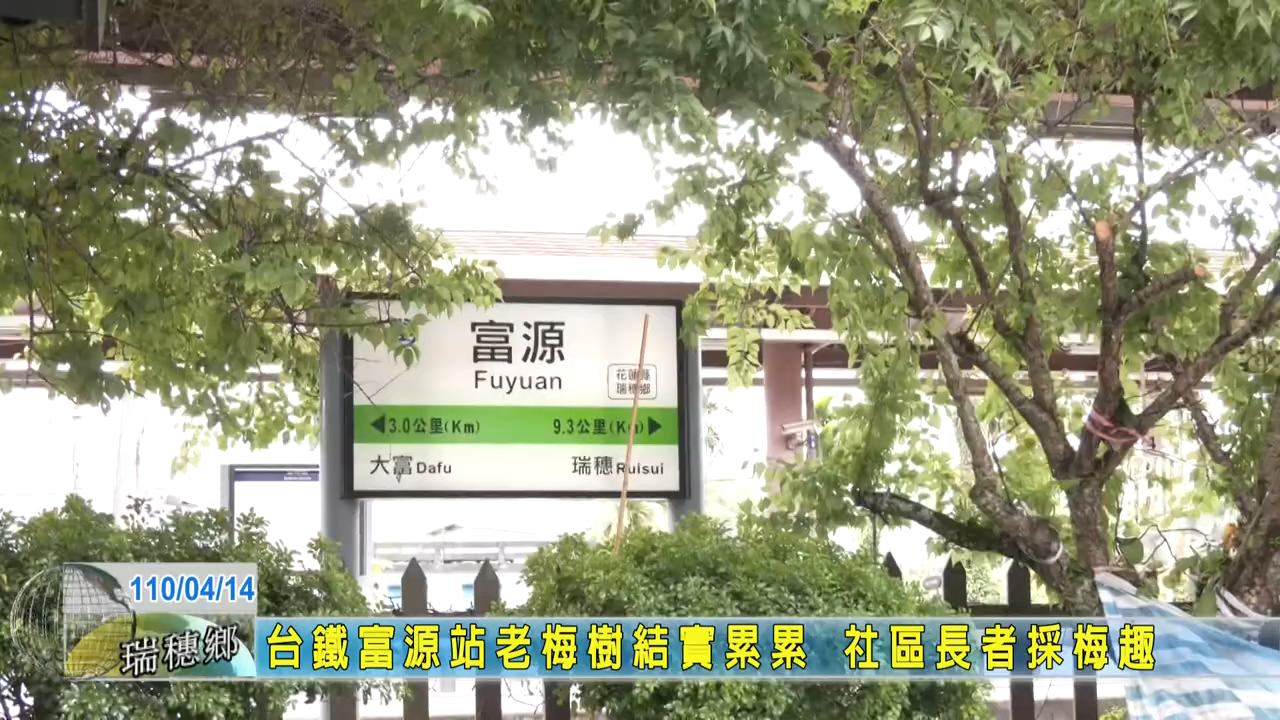 富源
Fuyuan
花蓮縣
瑞穗鄉
3.0公里(Km)
9.3公里(Km)
大富 Dafu
瑞穗 Ruisui
110/04/14
瑞穗鄉
台鐵富源站老梅樹結實累累 社區長者採梅趣